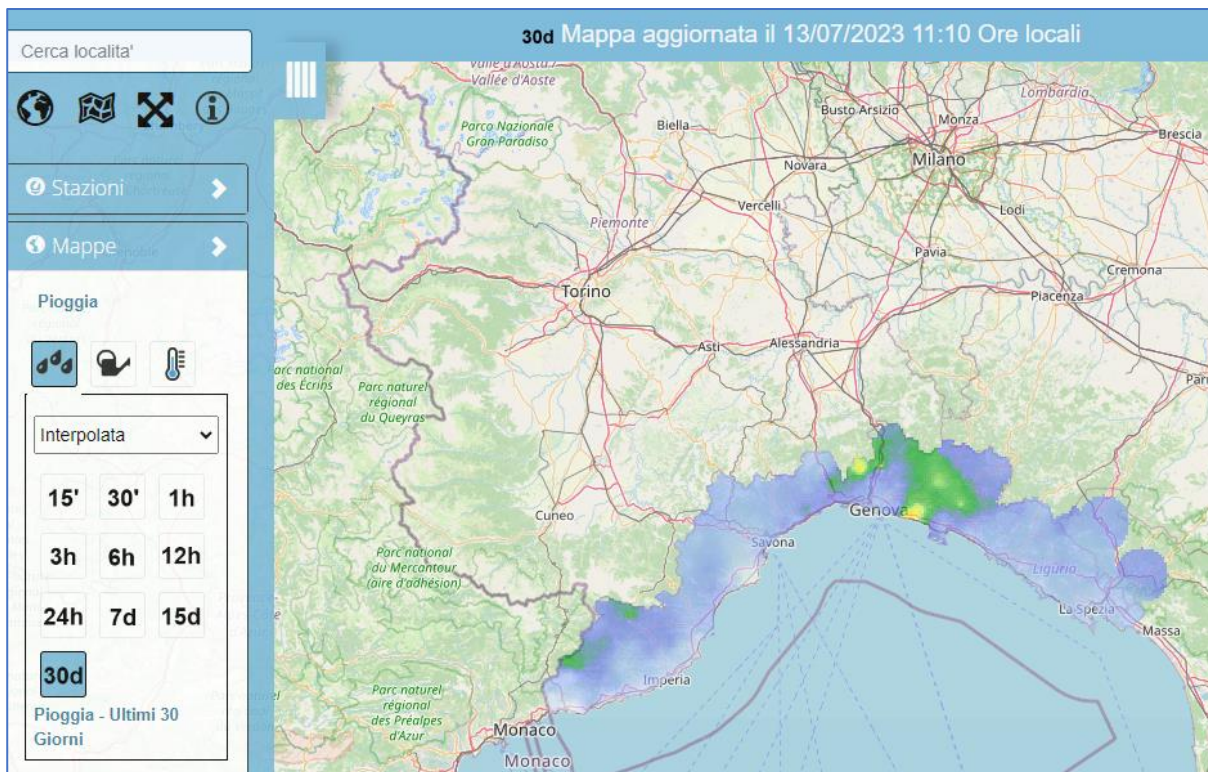 30d Mappa aggiornata il 13/07/2023 11:10 Ore locali
Cerca localita'
Stazioni
Mappe
Pioggia
Interpolata
15' 30' 1h
3h 6h 12h
24h 7d 15d
30d
Pioggia - Ultimi 30
Giorni
Valle d'Aosta /
Vallée d'Aoste
Lombardia
Busto Arsizio
Monza
Brescia
Parco Nazionale
Gran Paradiso
Biella
Milano
Novara
Vercelli
Lodi
Piemonte
Pavia
Cremona
Torino
Piacenza
Asti
Alessandria
Parc national
des Écrins
Parc naturel
régional
du Queyras
Cuneo
Genova
Savona
Parc national
du Mercantour
(aire d'adhésion)
Liguria
La Spezia
Massa
Imperia
Parc naturel
régional
des Préalpes
d'Azur
Monaco
Monaco